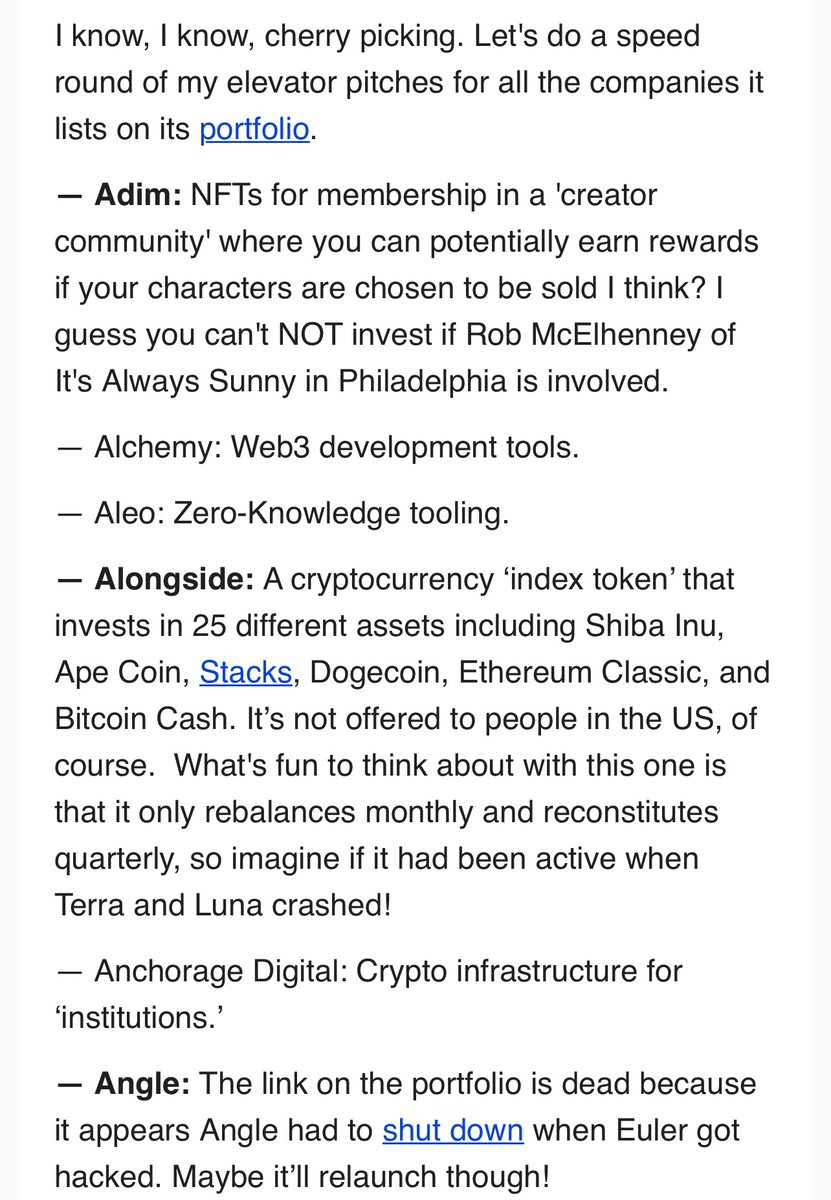 I know, I know, cherry picking. Let's do a speed
round of my elevator pitches for all the companies it
lists on its portfolio.
— Adim: NFTs for membership in a 'creator
community' where you can potentially earn rewards
if your characters are chosen to be sold I think? I
guess you can't NOT invest if Rob McElhenney of
It's Always Sunny in Philadelphia is involved.
— Alchemy: Web3 development tools.
— Aleo: Zero-Knowledge tooling.
— Alongside: A cryptocurrency ‘index token’ that
invests in 25 different assets including Shiba Inu,
Ape Coin, Stacks, Dogecoin, Ethereum Classic, and
Bitcoin Cash. It’s not offered to people in the US, of
course.  What's fun to think about with this one is
that it only rebalances monthly and reconstitutes
quarterly, so imagine if it had been active when
Terra and Luna crashed!
— Anchorage Digital: Crypto infrastructure for
‘institutions.’
— Angle: The link on the portfolio is dead because
it appears Angle had to shut down when Euler got
hacked. Maybe it’ll relaunch though!